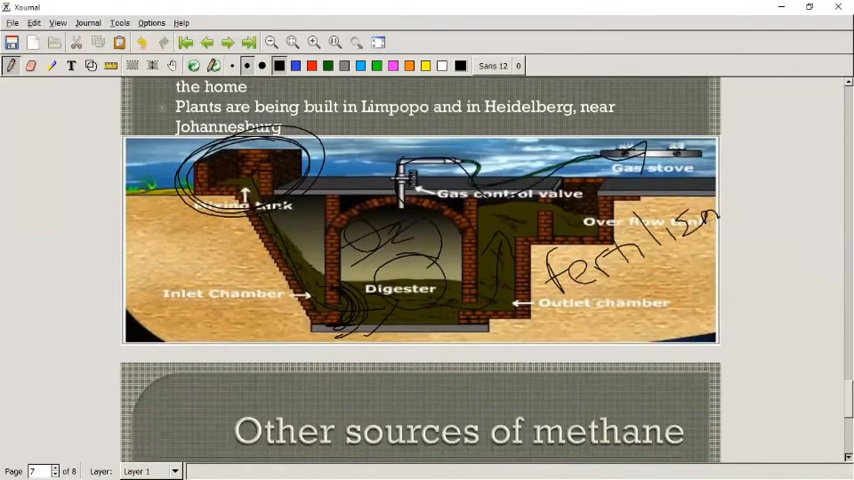 Xournal
File Edit View Journal Tools Options Help
Sans 12 0
the home
Plants are being built in Limpopo and in Heidelberg, near
Johannesburg
Gas stove
Gas control valve
Mixing tank
Over flow tank
fertilisn
Inlet Chamber
Digester
Outlet chamber
Other sources of methane
Page 7 of 8 Layer: Layer 1